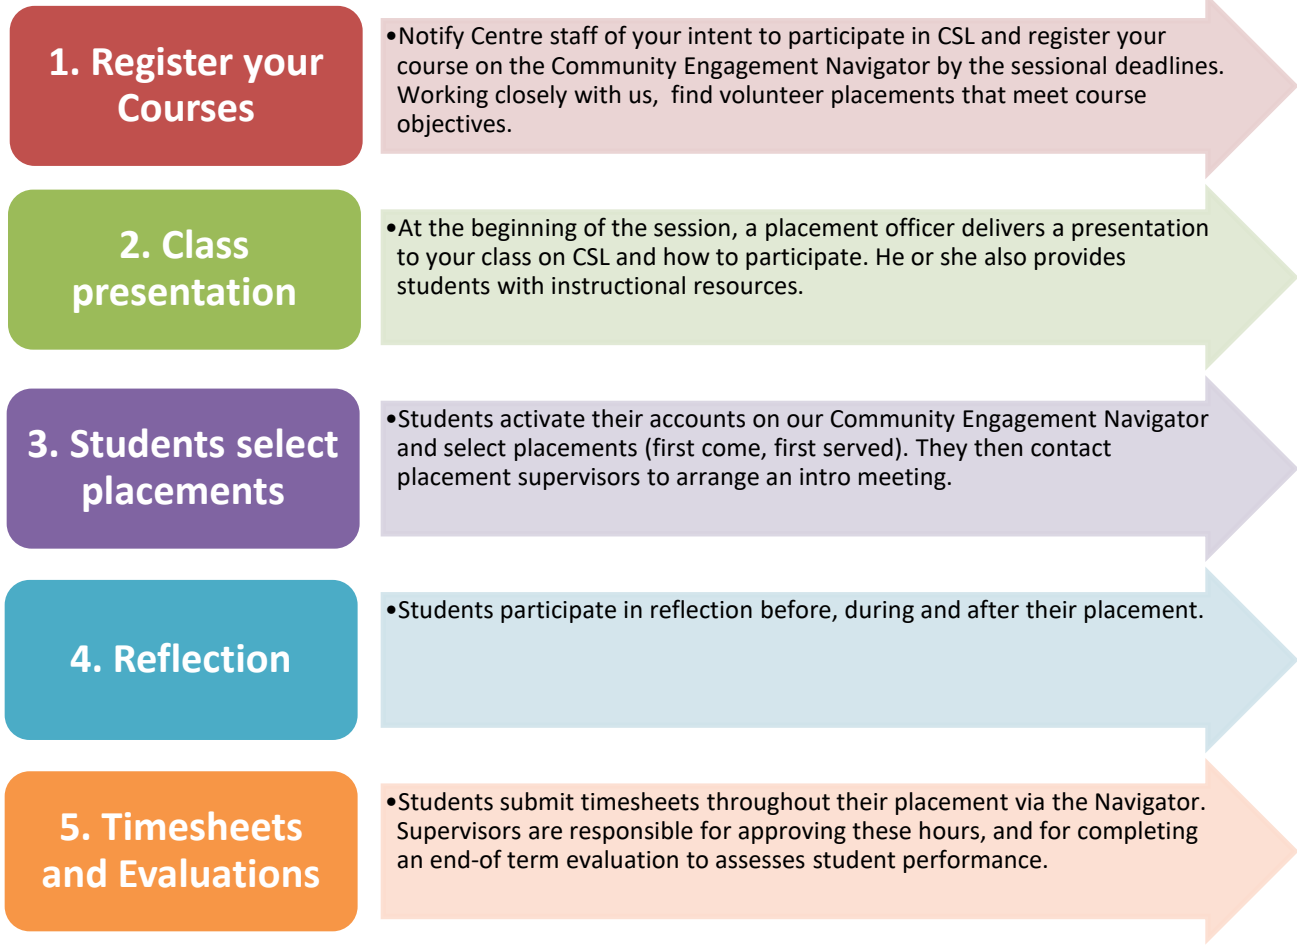 1. Register your
Courses
•Notify Centre staff of your intent to participate in CSL and register your
course on the Community Engagement Navigator by the sessional deadlines.
Working closely with us,  find volunteer placements that meet course
objectives.
2. Class
presentation
•At the beginning of the session, a placement officer delivers a presentation
to your class on CSL and how to participate. He or she also provides
students with instructional resources.
3. Students select
placements
•Students activate their accounts on our Community Engagement Navigator
and select placements (first come, first served). They then contact
placement supervisors to arrange an intro meeting.
4. Reflection
•Students participate in reflection before, during and after their placement.
5. Timesheets
and Evaluations
•Students submit timesheets throughout their placement via the Navigator.
Supervisors are responsible for approving these hours, and for completing
an end-of term evaluation to assesses student performance.